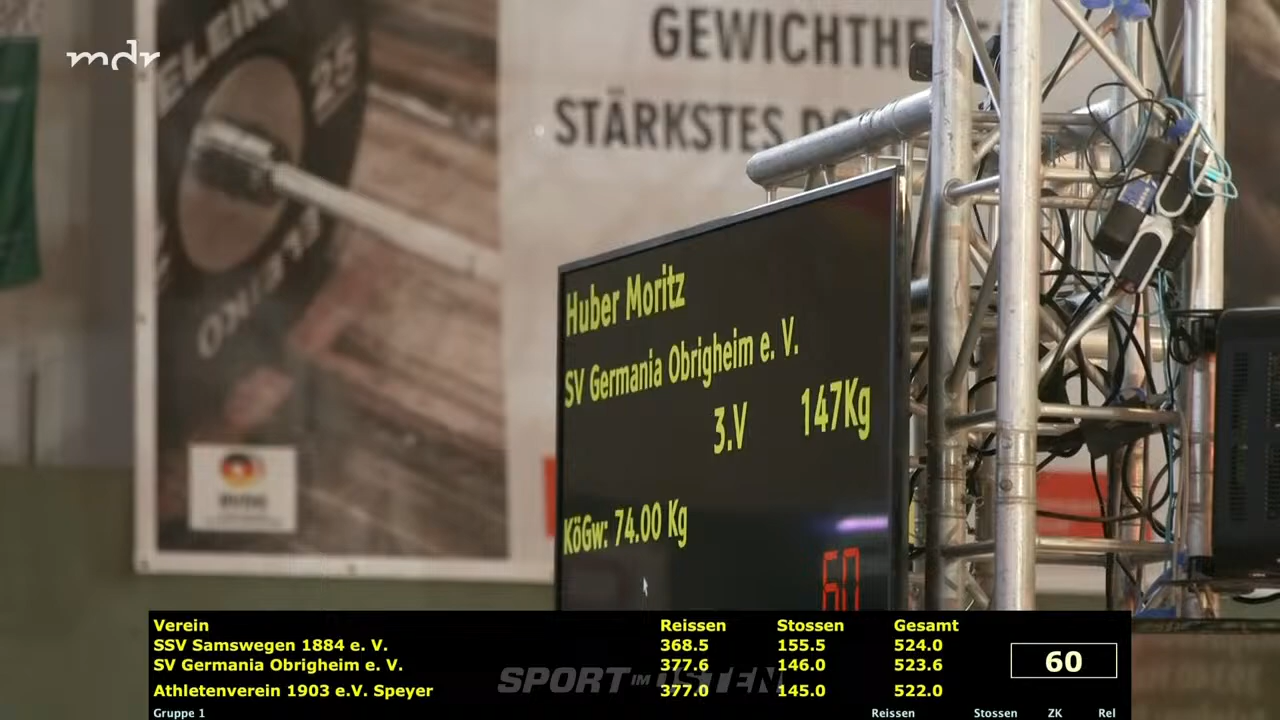 mdr
ELEIKO
25
GEWICHTHE
STÄRKSTES DO
ELEIKO
Huber Moritz
SV Germania Obrigheim e. V.
3.V 147Kg
KöGw: 74.00 Kg
60
Verein Reissen Stossen Gesamt
SSV Samswegen 1884 e. V. 368.5 155.5 524.0
SV Germania Obrigheim e. V. 377.6 146.0 523.6
Athletenverein 1903 e.V. Speyer 377.0 145.0 522.0
60
SPORT IM OSTEN
Gruppe 1 Reissen Stossen ZK Rel